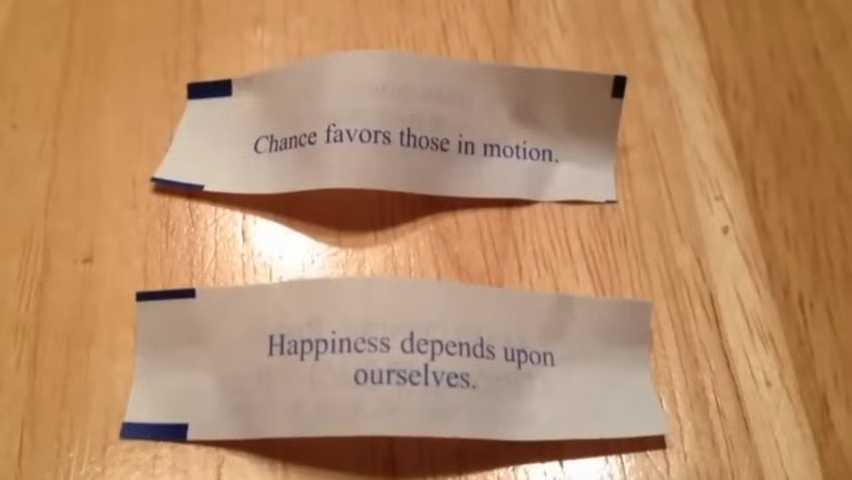 Chance favors those in motion.
Happiness depends upon
ourselves.